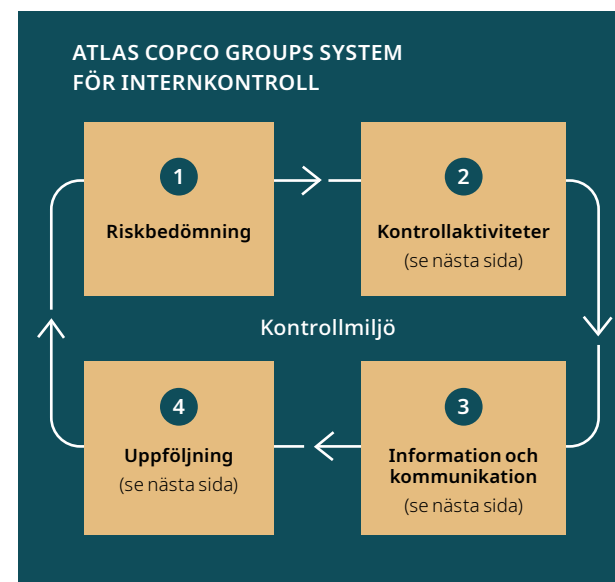 ATLAS COPCO GROUPS SYSTEM
FÖR INTERNKONTROLL
1
Riskbedömning
2
Kontrollaktiviteter
(se nästa sida)
Kontrollmiljö
4
Uppföljning
(se nästa sida)
3
Information och
kommunikation
(se nästa sida)